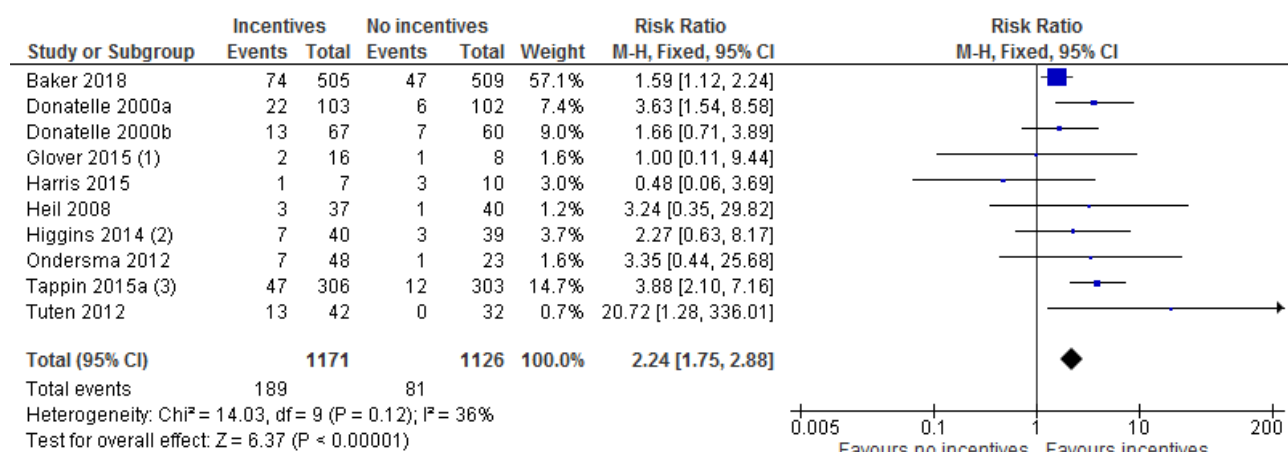 Incentives No incentives Risk Ratio Risk Ratio
Study or Subgroup Events Total Events Total Weight M-H, Fixed, 95% CI M-H, Fixed, 95% CI
Baker 2018 74 505 47 509 57.1% 1.59 [1.12, 2.24]
Donatelle 2000a 22 103 6 102 7.4% 3.63 [1.54, 8.58]
Donatelle 2000b 13 67 7 60 9.0% 1.66 [0.71, 3.89]
Glover 2015 (1) 2 16 1 8 1.6% 1.00 [0.11, 9.44]
Harris 2015 1 7 3 10 3.0% 0.48 [0.06, 3.69]
Heil 2008 3 37 1 40 1.2% 3.24 [0.35, 29.82]
Higgins 2014 (2) 7 40 3 39 3.7% 2.27 [0.63, 8.17]
Ondersma 2012 7 48 1 23 1.6% 3.35 [0.44, 25.68]
Tappin 2015a (3) 47 306 12 303 14.7% 3.88 [2.10, 7.16]
Tuten 2012 13 42 0 32 0.7% 20.72 [1.28, 336.01]
Total (95% CI) 1171 1126 100.0% 2.24 [1.75, 2.88]
Total events 189 81
Heterogeneity: Chi² = 14.03, df = 9 (P = 0.12); I² = 36%
Test for overall effect: Z = 6.37 (P < 0.00001)
0.005 0.1 1 10 200
Favours no incentives Favours incentives